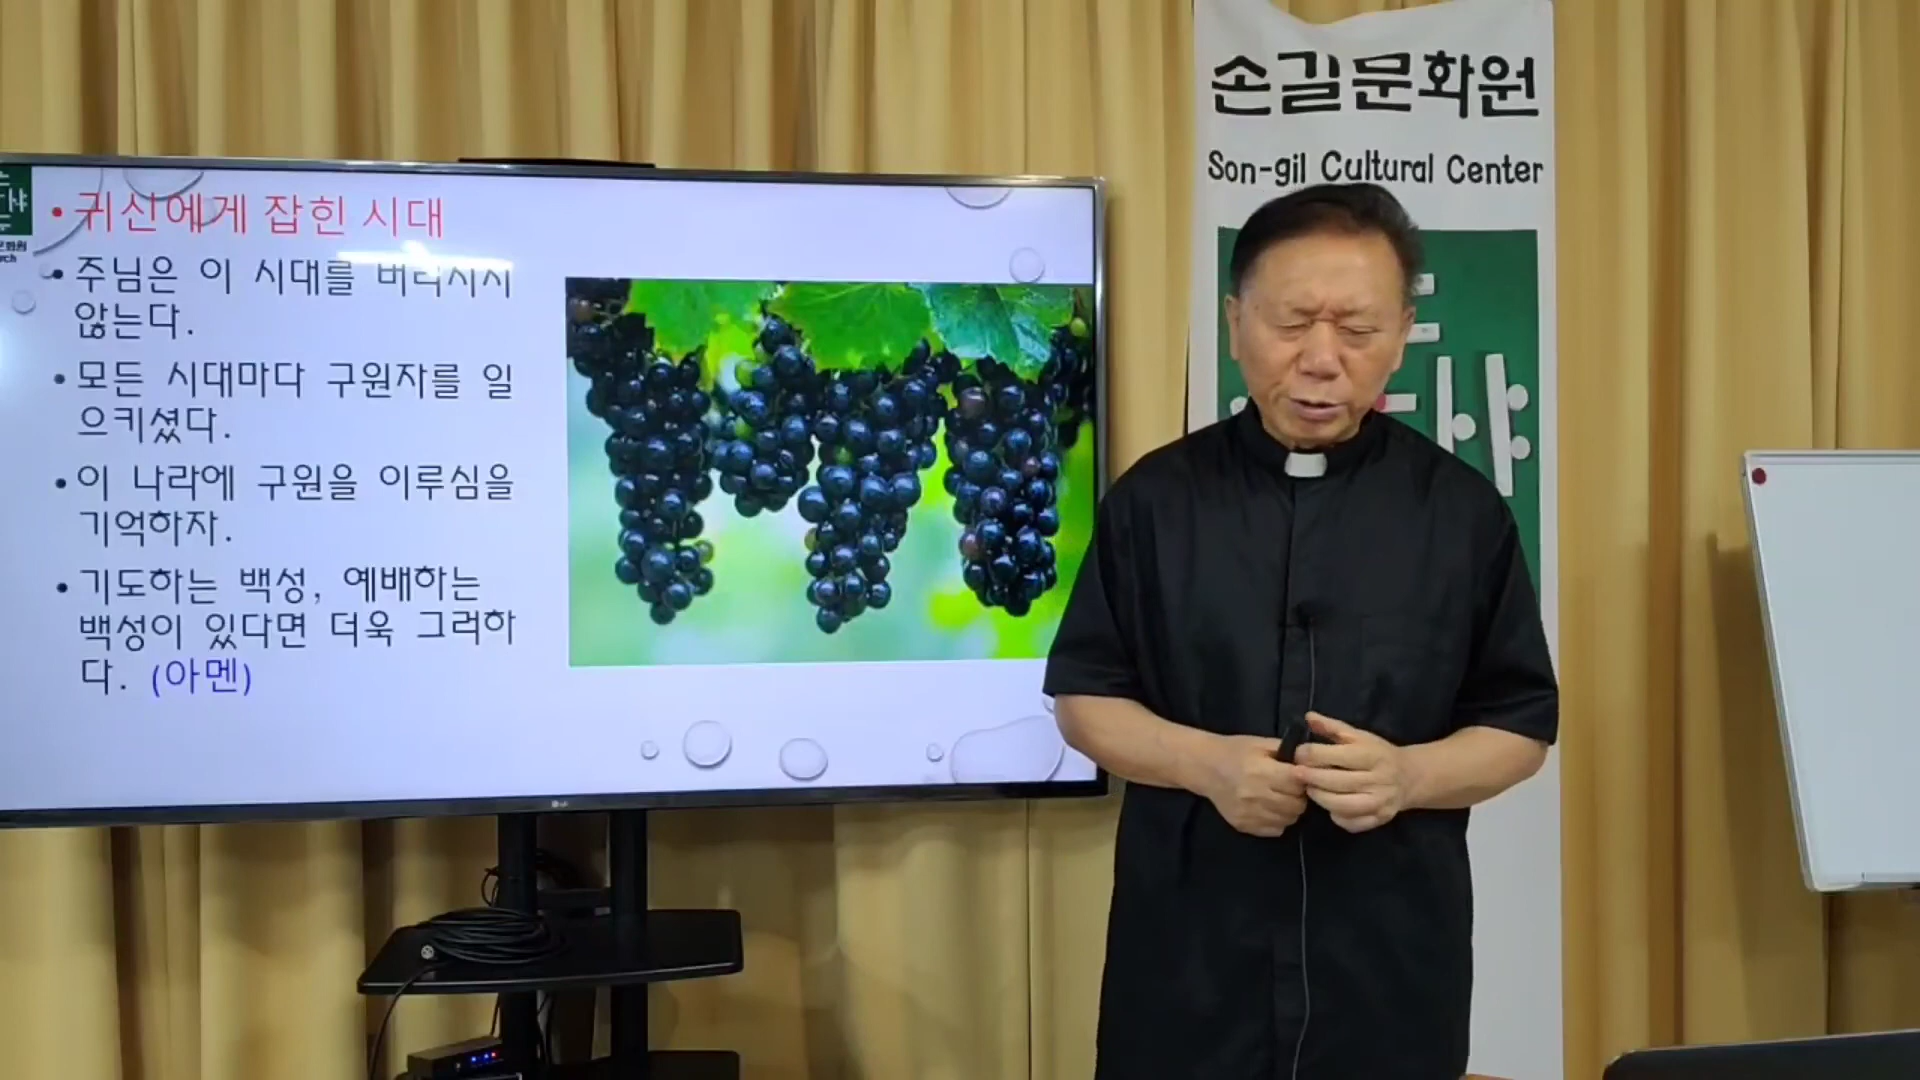 • 귀신에게 잡힌 시대
• 주님은 이 시대를 버리시지
않는다.
• 모든 시대마다 구원자를 일
으키셨다.
• 이 나라에 구원을 이루심을
기억하자.
• 기도하는 백성, 예배하는
백성이 있다면 더욱 그러하
다. (아멘)
손길문화원
Son-gil Cultural Center
LG